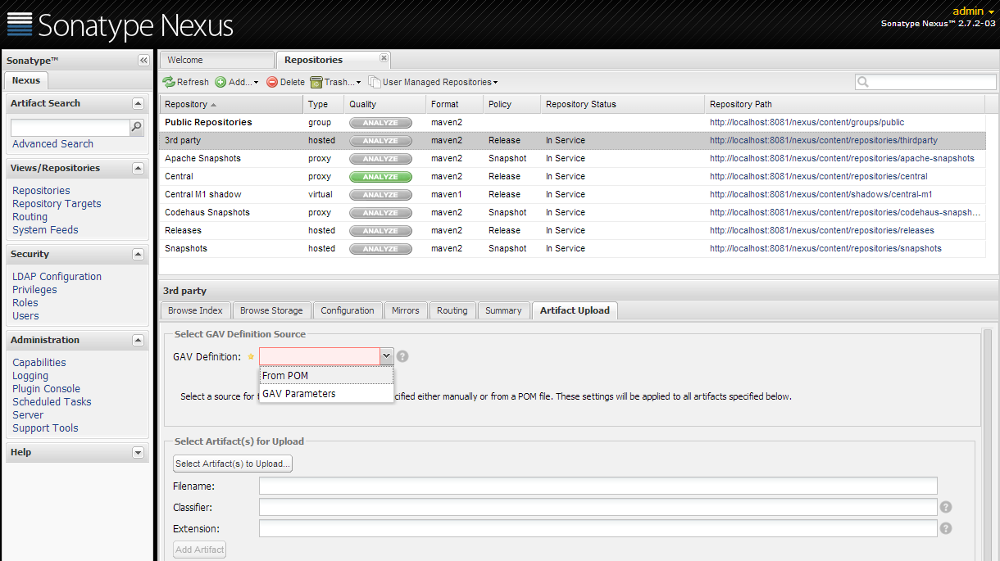 Sonatype Nexus
admin
Sonatype Nexus™ 2.7.2-03
Sonatype™
Nexus
Artifact Search
Advanced Search
Views/Repositories
Repositories
Repository Targets
Routing
System Feeds
Security
LDAP Configuration
Privileges
Roles
Users
Administration
Capabilities
Logging
Plugin Console
Scheduled Tasks
Server
Support Tools
Help
Welcome Repositories
Refresh Add... Delete Trash... User Managed Repositories
Repository Type Quality Format Policy Repository Status Repository Path
Public Repositories group ANALYZE maven2 http://localhost:8081/nexus/content/groups/public
3rd party hosted ANALYZE maven2 Release In Service http://localhost:8081/nexus/content/repositories/thirdparty
Apache Snapshots proxy ANALYZE maven2 Snapshot In Service http://localhost:8081/nexus/content/repositories/apache-snapshots
Central proxy ANALYZE maven2 Release In Service http://localhost:8081/nexus/content/repositories/central
Central M1 shadow virtual ANALYZE maven1 Release In Service http://localhost:8081/nexus/content/shadows/central-m1
Codehaus Snapshots proxy ANALYZE maven2 Snapshot In Service http://localhost:8081/nexus/content/repositories/codehaus-snapsh...
Releases hosted ANALYZE maven2 Release In Service http://localhost:8081/nexus/content/repositories/releases
Snapshots hosted ANALYZE maven2 Snapshot In Service http://localhost:8081/nexus/content/repositories/snapshots
3rd party
Browse Index Browse Storage Configuration Mirrors Routing Summary Artifact Upload
Select GAV Definition Source
GAV Definition: ?
From POM
GAV Parameters
Select a source for either manually or from a POM file. These settings will be applied to all artifacts specified below.
Select Artifact(s) for Upload
Select Artifact(s) to Upload...
Filename:
Classifier: ?
Extension: ?
Add Artifact